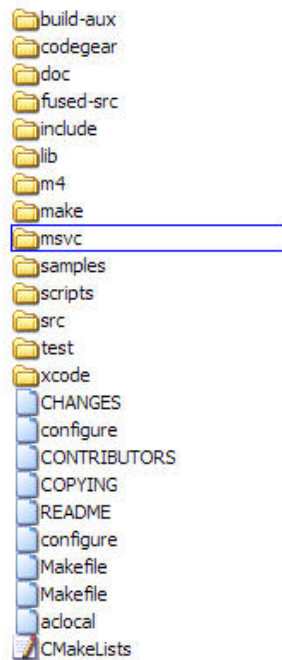 build-aux
codegear
doc
fused-src
include
lib
m4
make
msvc
samples
scripts
src
test
xcode
CHANGES
configure
CONTRIBUTORS
COPYING
README
configure
Makefile
Makefile
aclocal
CMakeLists